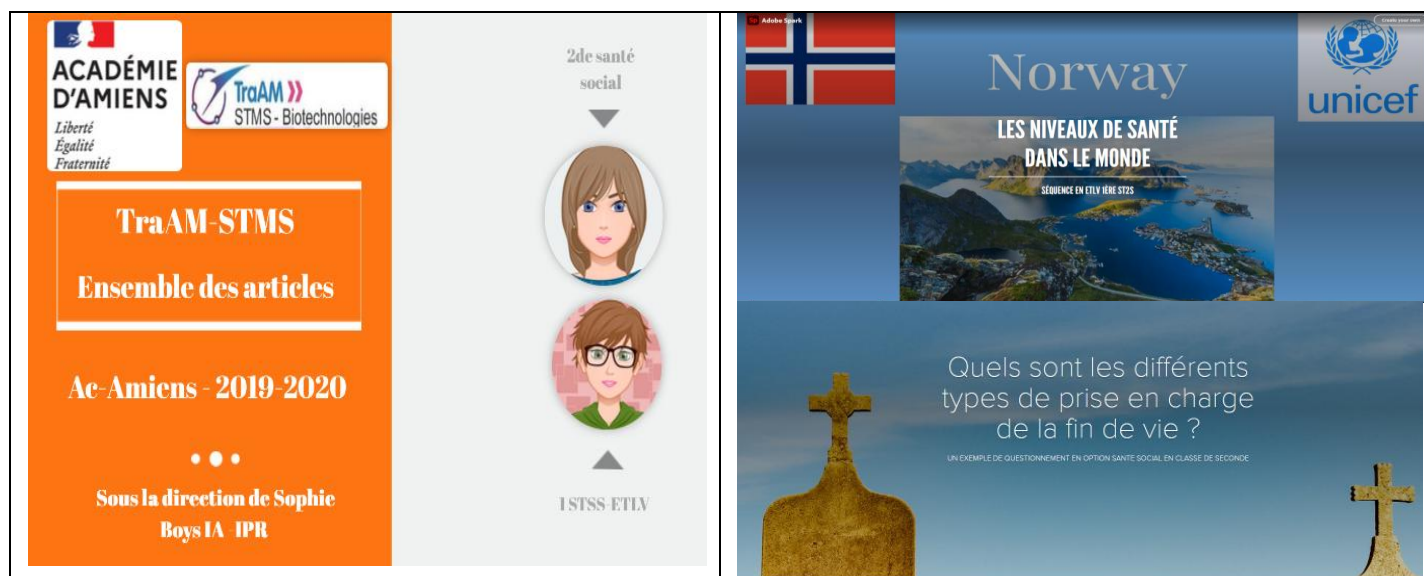 ACADÉMIE
D'AMIENS
Liberté
Égalité
Fraternité
TraAM
STMS - Biotechnologies
TraAM-STMS
Ensemble des articles
Ac-Amiens - 2019-2020
Sous la direction de Sophie
Boys IA -IPR
2de santé
social
1 STSS-ETLV
Sp Adobe Spark
Create your own
Norway
unicef
LES NIVEAUX DE SANTÉ
DANS LE MONDE
SÉQUENCE EN ETLV 1ÈRE ST2S
Quels sont les différents
types de prise en charge
de la fin de vie ?
UN EXEMPLE DE QUESTIONNEMENT EN OPTION SANTE SOCIAL EN CLASSE DE SECONDE